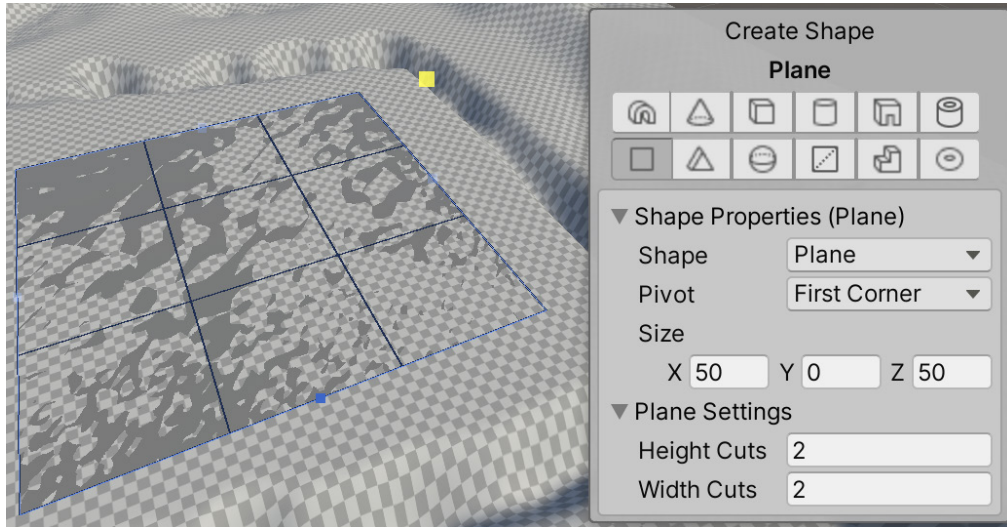 Create Shape
Plane
Shape Properties (Plane)
Shape Plane
Pivot First Corner
Size
X 50 Y 0 Z 50
Plane Settings
Height Cuts 2
Width Cuts 2